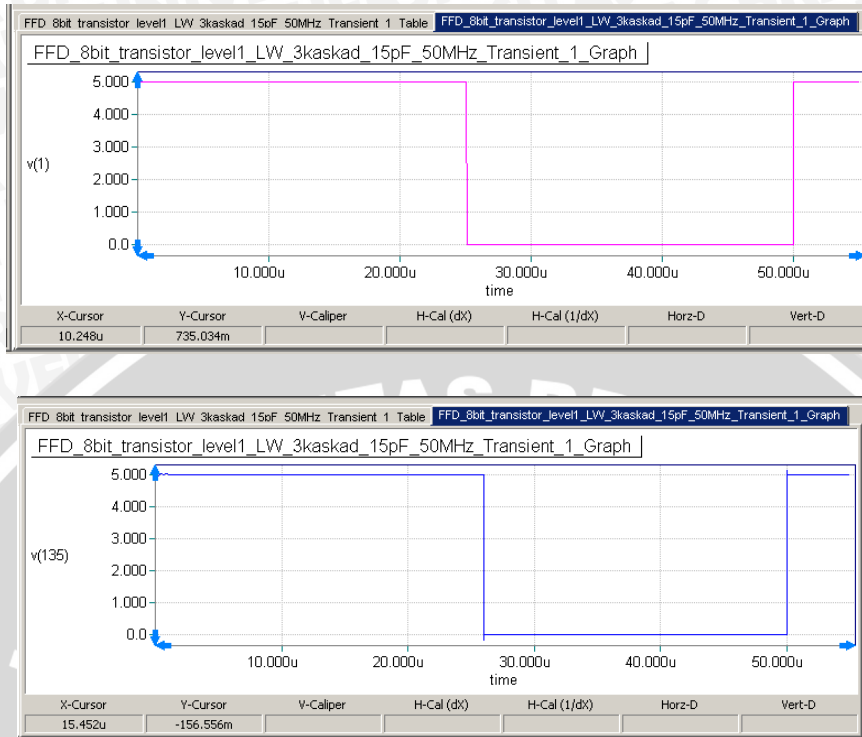 FFD 8bit transistor level1 LW 3kaskad 15pF 50MHz Transient 1 Table FFD_8bit_transistor_level1_LW_3kaskad_15pF_50MHz_Transient_1_Graph
FFD_8bit_transistor_level1_LW_3kaskad_15pF_50MHz_Transient_1_Graph
5.000
4.000
3.000
v(1)
2.000
1.000
0.0
10.000u 20.000u 30.000u 40.000u 50.000u
time
X-Cursor Y-Cursor V-Caliper H-Cal (dX) H-Cal (1/dX) Horz-D Vert-D
10.248u 735.034m
FFD 8bit transistor level1 LW 3kaskad 15pF 50MHz Transient 1 Table FFD_8bit_transistor_level1_LW_3kaskad_15pF_50MHz_Transient_1_Graph
FFD_8bit_transistor_level1_LW_3kaskad_15pF_50MHz_Transient_1_Graph
5.000
4.000
3.000
v(135)
2.000
1.000
0.0
10.000u 20.000u 30.000u 40.000u 50.000u
time
X-Cursor Y-Cursor V-Caliper H-Cal (dX) H-Cal (1/dX) Horz-D Vert-D
15.452u -156.556m